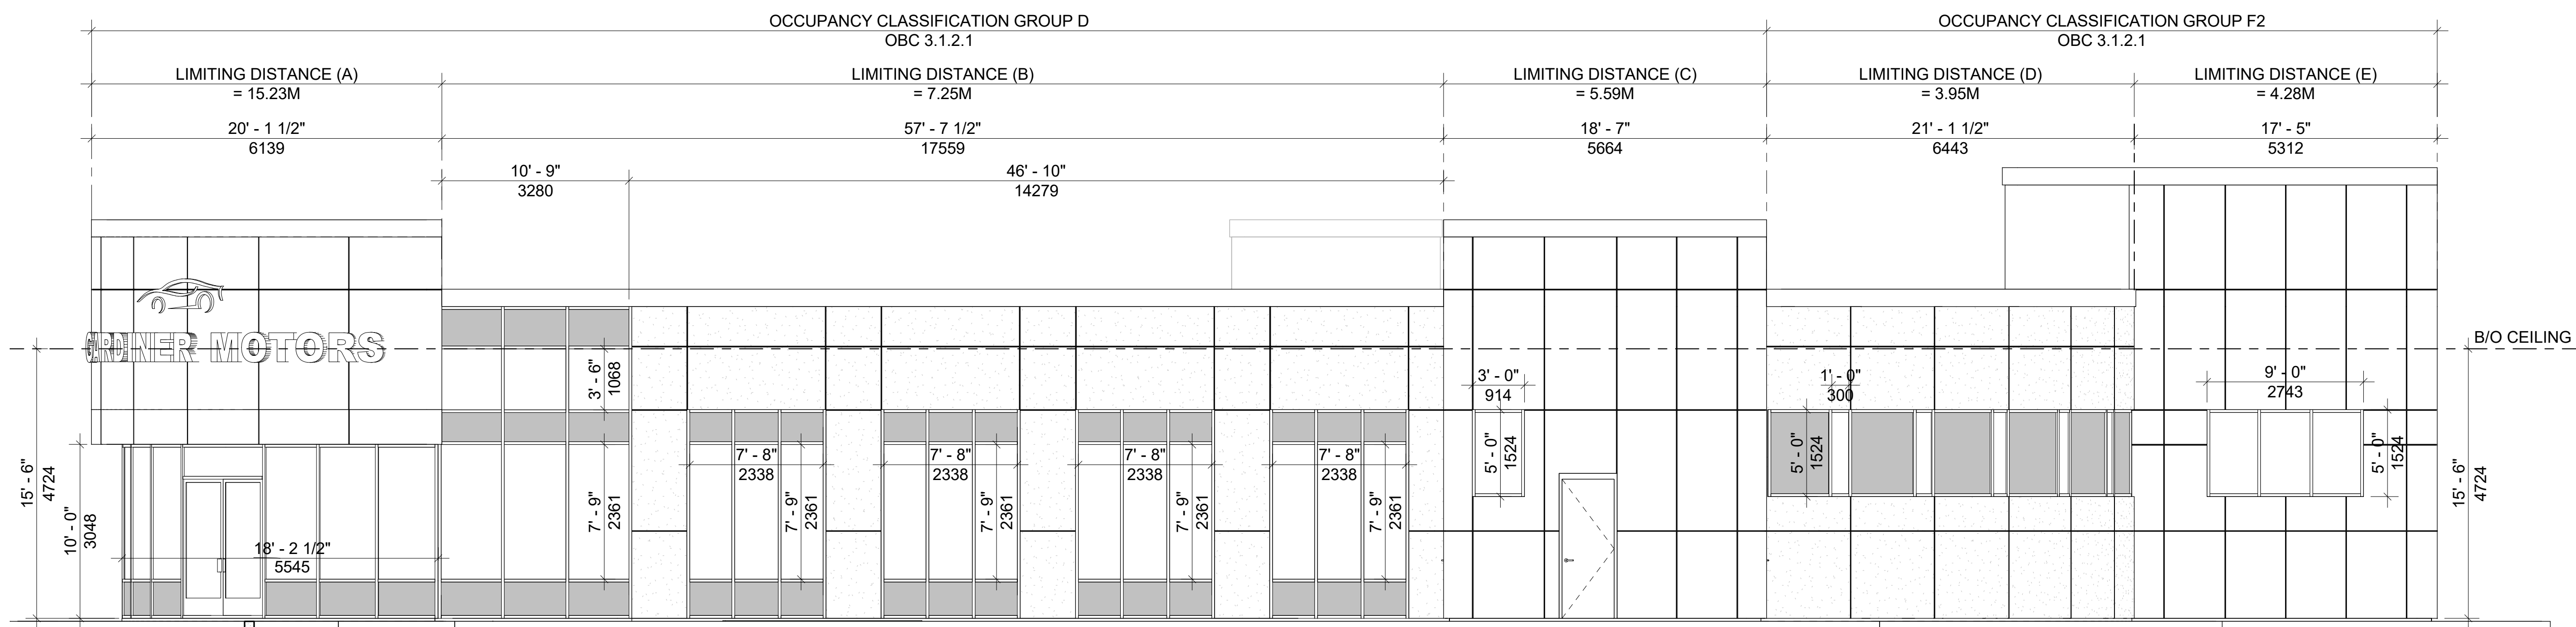 OCCUPANCY CLASSIFICATION GROUP D
OBC 3.1.2.1
OCCUPANCY CLASSIFICATION GROUP F2
OBC 3.1.2.1
LIMITING DISTANCE (A)
= 15.23M
LIMITING DISTANCE (B)
= 7.25M
LIMITING DISTANCE (C)
= 5.59M
LIMITING DISTANCE (D)
= 3.95M
LIMITING DISTANCE (E)
= 4.28M
20' - 1 1/2"
6139
57' - 7 1/2"
17559
18' - 7"
5664
21' - 1 1/2"
6443
17' - 5"
5312
10' - 9"
3280
46' - 10"
14279
GARDINER MOTORS
B/O CEILING
3' - 6"
1068
3' - 0"
914
1' - 0"
300
9' - 0"
2743
5' - 0"
1524
5' - 0"
1524
5' - 0"
1524
15' - 6"
4724
10' - 0"
3048
18' - 2 1/2"
5545
7' - 9"
2361
7' - 8"
2338
7' - 9"
2361
7' - 8"
2338
7' - 9"
2361
7' - 8"
2338
7' - 9"
2361
7' - 8"
2338
7' - 9"
2361
15' - 6"
4724